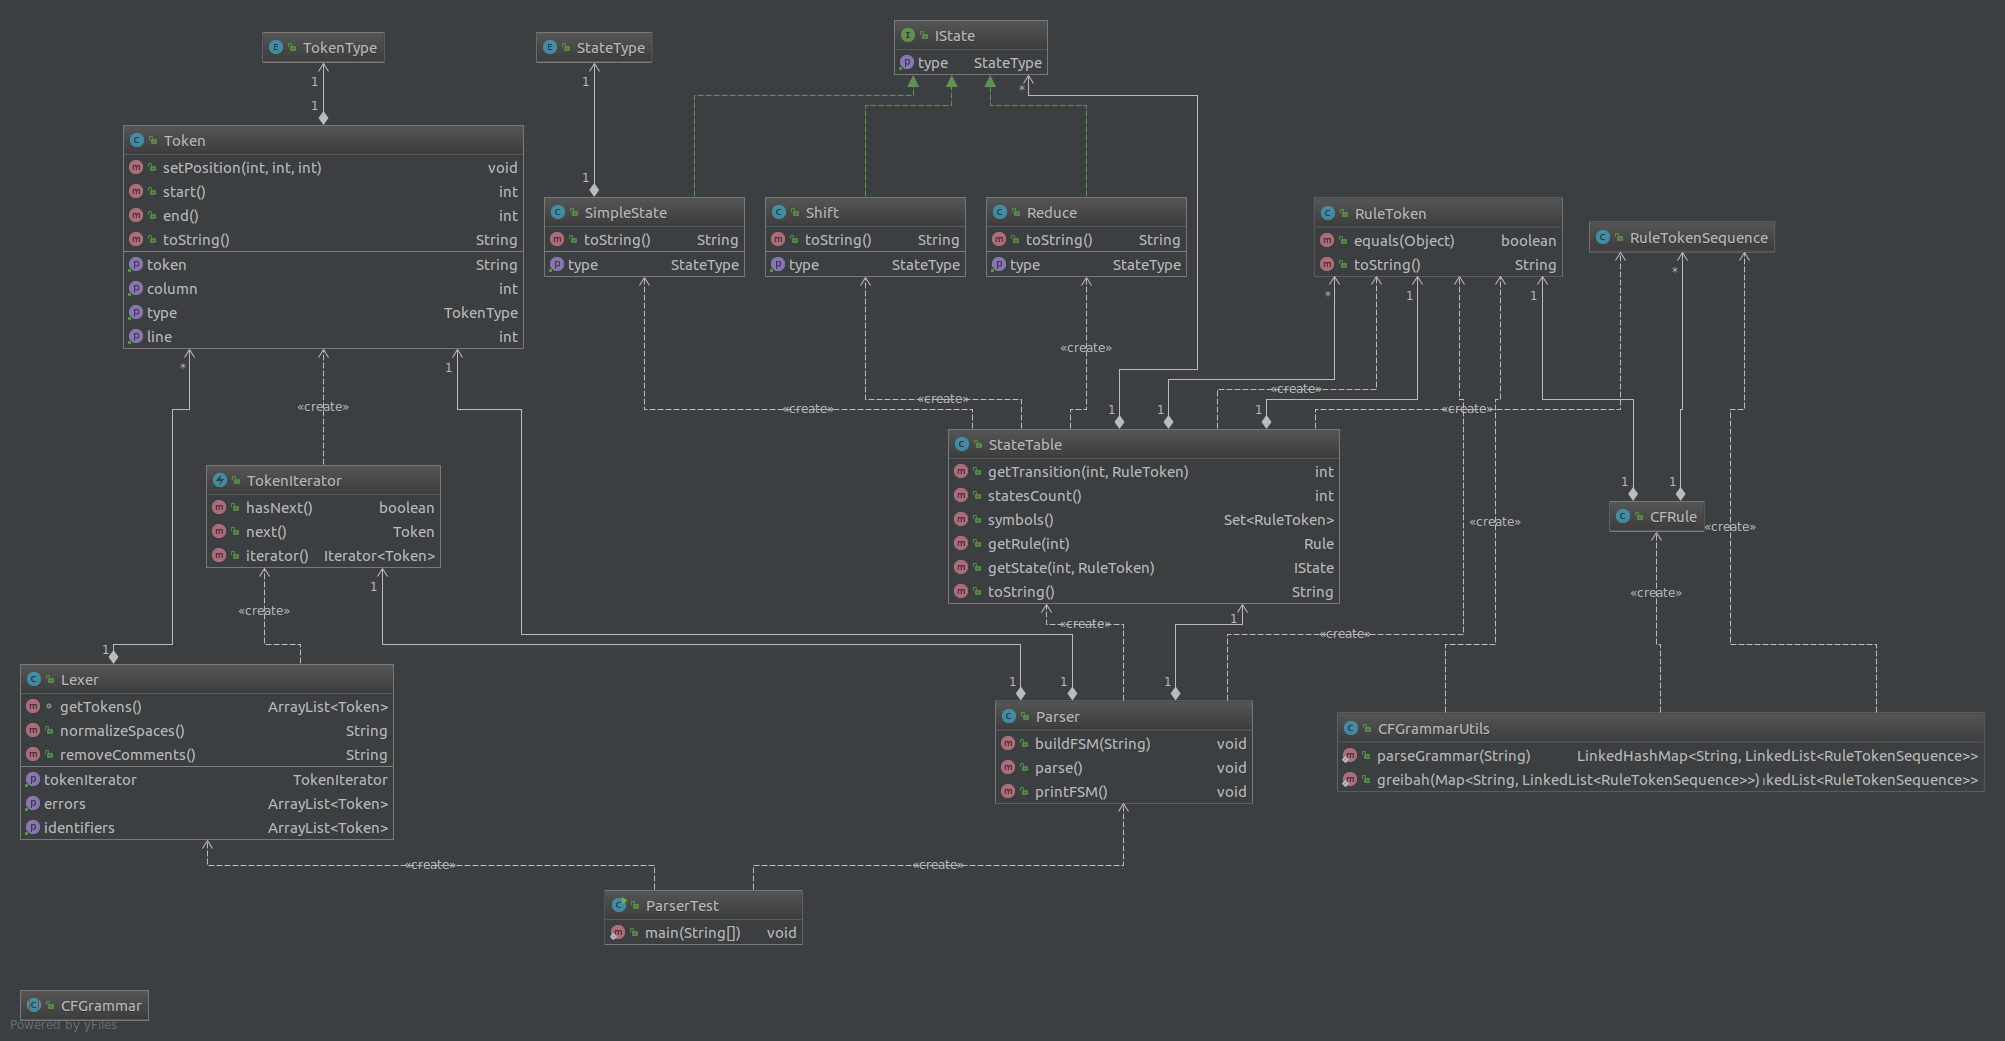 TokenType
StateType
IState
type StateType
1
1
1
*
Token
setPosition(int, int, int) void
start() int
end() int
toString() String
token String
column int
type TokenType
line int
1
SimpleState
toString() String
type StateType
Shift
toString() String
type StateType
Reduce
toString() String
type StateType
RuleToken
equals(Object) boolean
toString() String
RuleTokenSequence
*
*
1
1
«create»
*
1
«create»
«create»
«create»
«create»
«create»
1
1
1
«create»
StateTable
getTransition(int, RuleToken) int
statesCount() int
symbols() Set<RuleToken>
getRule(int) Rule
getState(int, RuleToken) IState
toString() String
TokenIterator
hasNext() boolean
next() Token
iterator() Iterator<Token>
1
1
CFRule
«create»
«create»
1
«create»
«create»
«create»
1
«create»
1
Lexer
getTokens() ArrayList<Token>
normalizeSpaces() String
removeComments() String
tokenIterator TokenIterator
errors ArrayList<Token>
identifiers ArrayList<Token>
1
1
1
Parser
buildFSM(String) void
parse() void
printFSM() void
CFGrammarUtils
parseGrammar(String) LinkedHashMap<String, LinkedList<RuleTokenSequence>>
greibah(Map<String, LinkedList<RuleTokenSequence>>) kedList<RuleTokenSequence>>
«create»
«create»
ParserTest
main(String[]) void
CFGrammar
Powered by yFiles